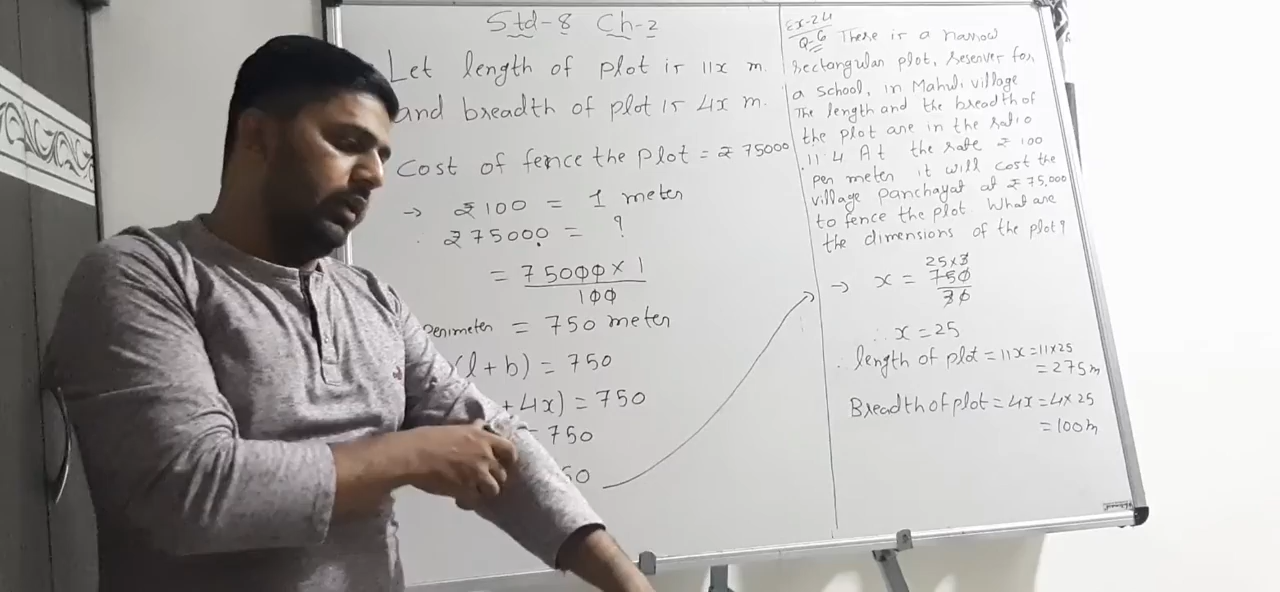 Std-8 Ch-2
Let length of plot is 11x m.
and breadth of plot is 4x m.
Cost of fence the plot = ₹ 75000
→ ₹100 = 1 meter
∴ ₹75000 = ?
= 75000 × 1
100
Perimeter = 750 meter
(l + b) = 750
+ 4x) = 750
= 750
50
Ex-2.4
Q-6 There is a narrow
rectangular plot, reserver for
a school, in Mahuli village
The length and the breadth of
the plot are in the ratio
11:4 At the rate ₹ 100
per meter it will cost the
village panchayat at ₹ 75,000
to fence the plot. What are
the dimensions of the plot?
25×3
→ x = 750
30
∴ x = 25
∴ length of plot = 11x = 11×25
= 275m
Breadth of plot = 4x = 4×25
= 100m